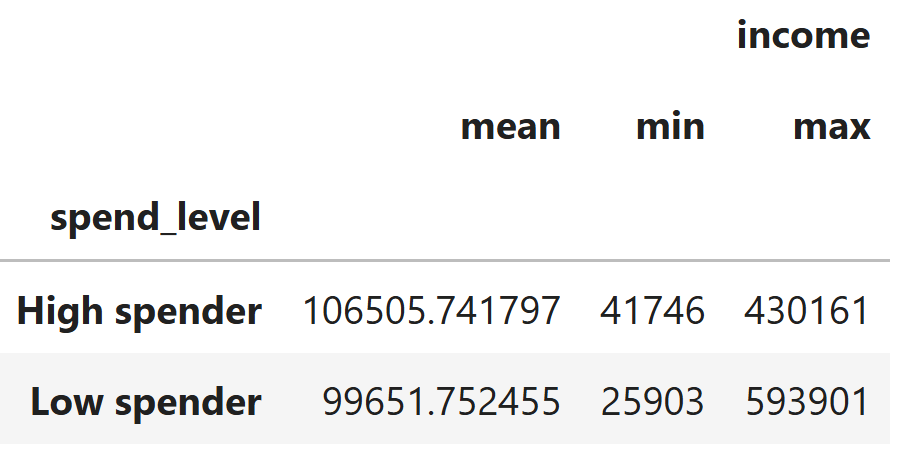 income
mean min max
spend_level
High spender 106505.741797 41746 430161
Low spender 99651.752455 25903 593901